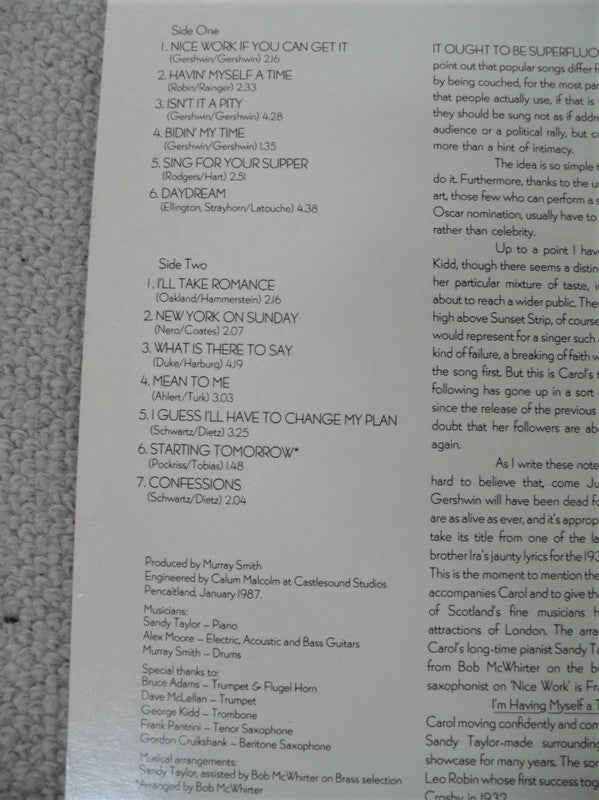 Side One
1. NICE WORK IF YOU CAN GET IT
(Gershwin/Gershwin) 2.16
2. HAVIN' MYSELF A TIME
(Robin/Rainger) 2.33
3. ISN'T IT A PITY
(Gershwin/Gershwin) 4.28
4. BIDIN' MY TIME
(Gershwin/Gershwin) 1.35
5. SING FOR YOUR SUPPER
(Rodgers/Hart) 2.51
6. DAYDREAM
(Ellington, Strayhorn/Latouche) 4.38
Side Two
1. I'LL TAKE ROMANCE
(Oakland/Hammerstein) 2.16
2. NEW YORK ON SUNDAY
(Nero/Coates) 2.07
3. WHAT IS THERE TO SAY
(Duke/Harburg) 4.19
4. MEAN TO ME
(Ahlert/Turk) 3.03
5. I GUESS I'LL HAVE TO CHANGE MY PLAN
(Schwartz/Dietz) 3.25
6. STARTING TOMORROW*
(Pockriss/Tobias) 1.48
7. CONFESSIONS
(Schwartz/Dietz) 2.04
Produced by Murray Smith
Engineered by Calum Malcolm at Castlesound Studios
Pencaitland, January 1987.
Musicians:
Sandy Taylor – Piano
Alex Moore – Electric, Acoustic and Bass Guitars
Murray Smith – Drums
Special thanks to:
Bruce Adams – Trumpet & Flugel Horn
Dave McLellan – Trumpet
George Kidd – Trombone
Frank Pantrini – Tenor Saxophone
Gordon Cruikshank – Baritone Saxophone
Musical arrangements:
Sandy Taylor, assisted by Bob McWhirter on Brass selection
*Arranged by Bob McWhirter
IT OUGHT TO BE SUPERFLUO
point out that popular songs differ f
by being couched, for the most par
that people actually use, if that is
they should be sung not as if addre
audience or a political rally, but co
more than a hint of intimacy.
The idea is so simple t
do it. Furthermore, thanks to the u
art, those few who can perform a s
Oscar nomination, usually have to
rather than celebrity.
Up to a point I have
Kidd, though there seems a distin
her particular mixture of taste, i
about to reach a wider public. The
high above Sunset Strip, of course
would represent for a singer such
kind of failure, a breaking of faith w
the song first. But this is Carol's
following has gone up in a sort
since the release of the previous
doubt that her followers are abo
again.
As I write these note
hard to believe that, come Ju
Gershwin will have been dead fo
are as alive as ever, and it's approp
take its title from one of the la
brother Ira's jaunty lyrics for the 193
This is the moment to mention the
accompanies Carol and to give tha
of Scotland's fine musicians h
attractions of London. The arra
Carol's long-time pianist Sandy Ta
from Bob McWhirter on the b
saxophonist on 'Nice Work' is Fr
I'm Having Myself a T
Carol moving confidently and com
Sandy Taylor-made surrounding
showcase for many years. The son
Leo Robin whose first success tog
Crosby in 1932